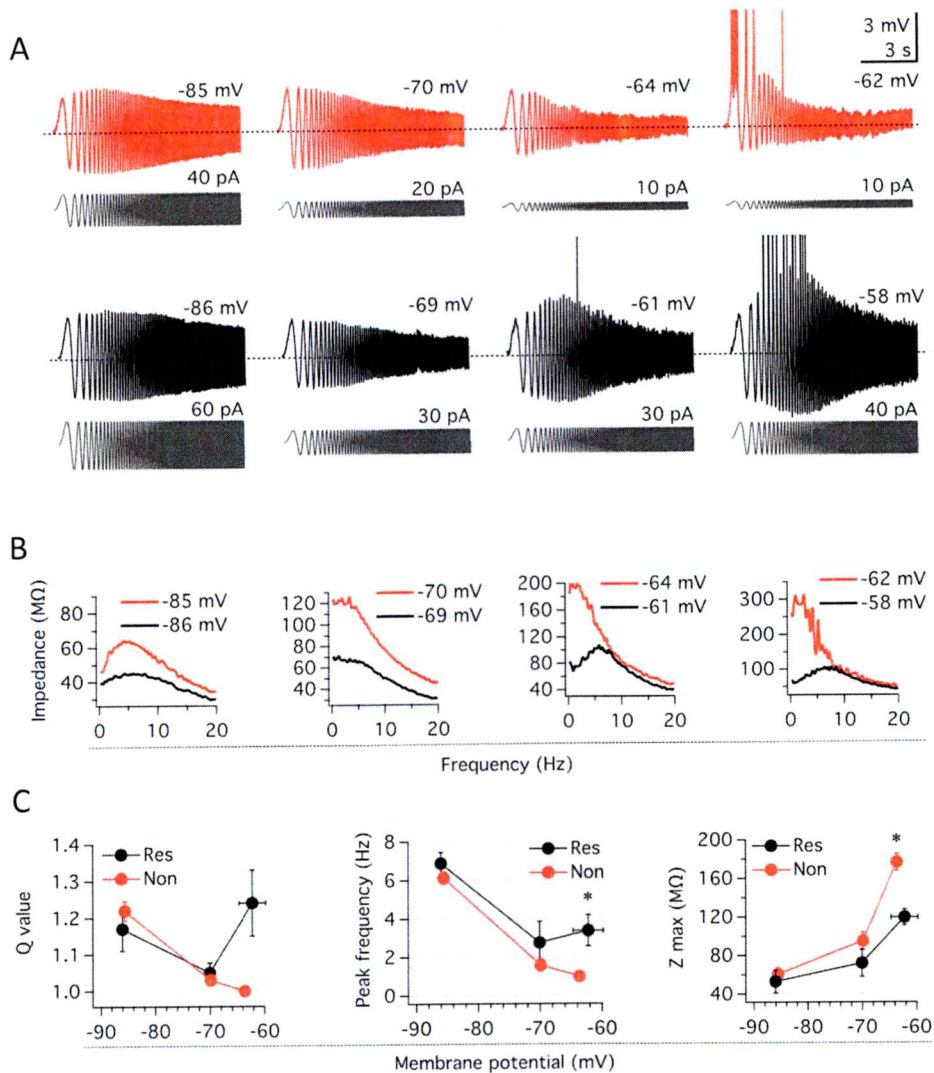 A
3 mV
3 s
-85 mV
-70 mV
-64 mV
-62 mV
40 pA
20 pA
10 pA
10 pA
-86 mV
-69 mV
-61 mV
-58 mV
60 pA
30 pA
30 pA
40 pA
B
Impedance (MΩ)
80
60
40
0 10 20
-85 mV
-86 mV
120
100
80
60
40
0 10 20
-70 mV
-69 mV
200
160
120
80
40
0 10 20
-64 mV
-61 mV
300
200
100
0 10 20
-62 mV
-58 mV
Frequency (Hz)
C
Q value
1.4
1.3
1.2
1.1
1.0
-90 -80 -70 -60
Res
Non
Peak frequency (Hz)
8
6
4
2
0
-90 -80 -70 -60
Res
Non
*
Z max (MΩ)
200
160
120
80
40
-90 -80 -70 -60
Res
Non
*
Membrane potential (mV)